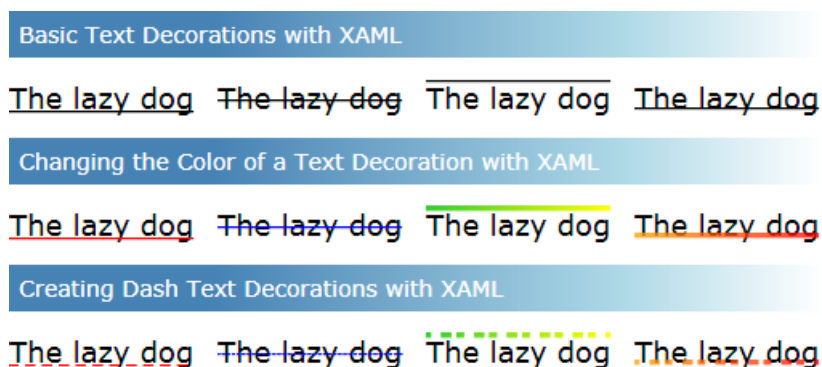 Basic Text Decorations with XAML
The lazy dog The lazy dog The lazy dog The lazy dog
Changing the Color of a Text Decoration with XAML
The lazy dog The lazy dog The lazy dog The lazy dog
Creating Dash Text Decorations with XAML
The lazy dog The lazy dog The lazy dog The lazy dog